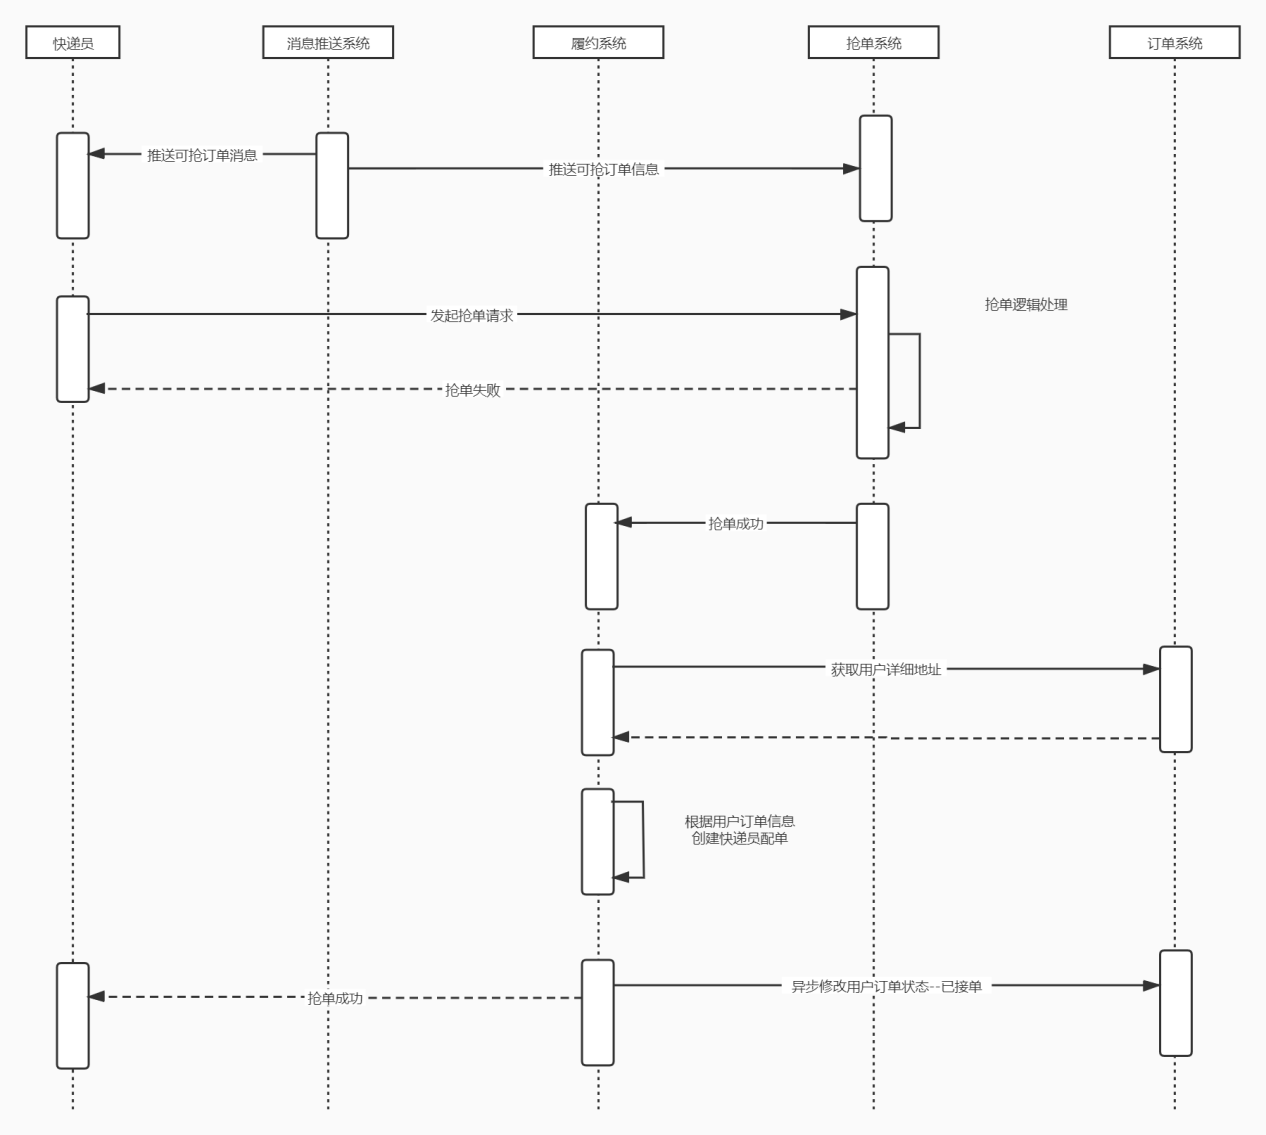 快递员
消息推送系统
履约系统
抢单系统
订单系统
推送可抢订单消息
推送可抢订单信息
抢单逻辑处理
发起抢单请求
抢单失败
抢单成功
获取用户详细地址
根据用户订单信息
创建快递员配单
异步修改用户订单状态--已接单
抢单成功